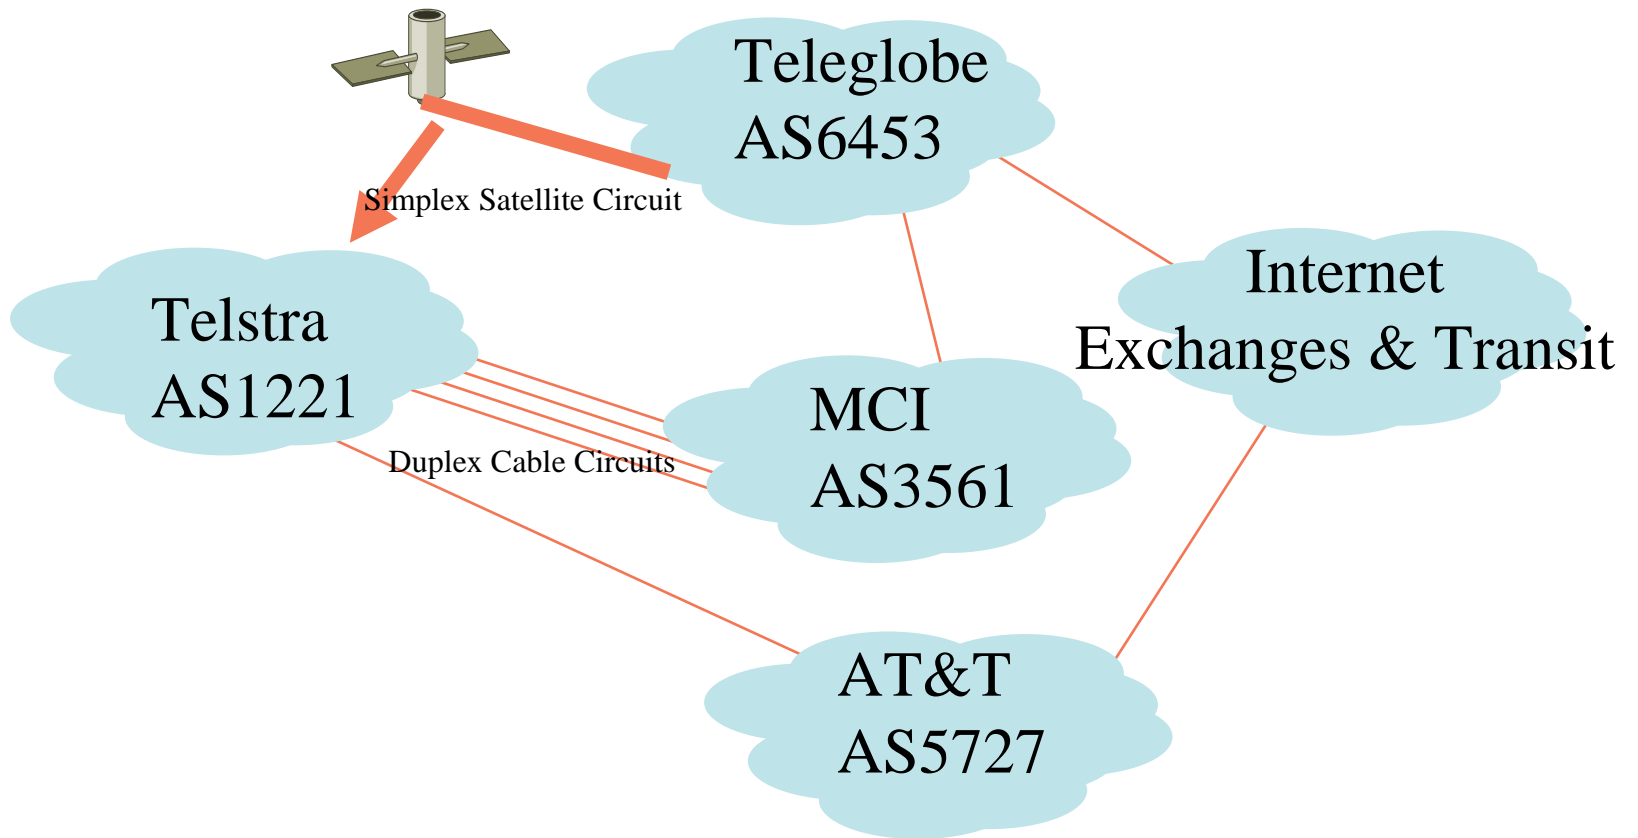 Teleglobe
AS6453
Simplex Satellite Circuit
Internet
Exchanges & Transit
Telstra
AS1221
MCI
AS3561
Duplex Cable Circuits
AT&T
AS5727